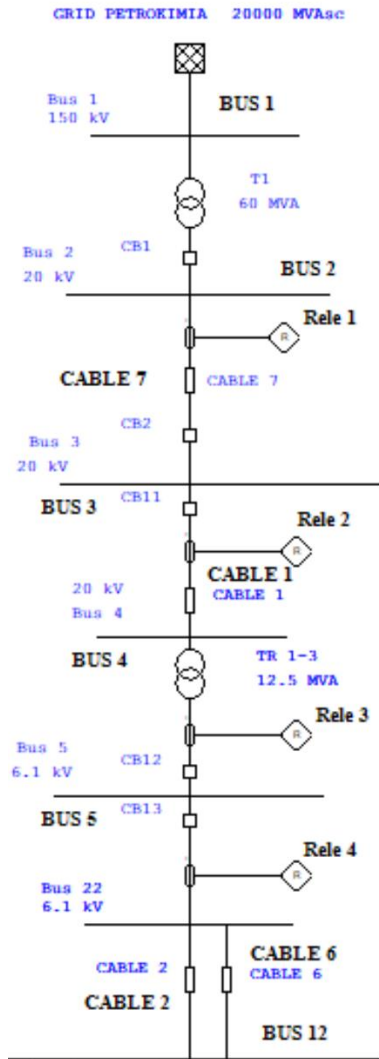 GRID PETROKIMIA 20000 MVAsc
Bus 1
150 kV
BUS 1
T1
60 MVA
CB1
Bus 2
20 kV
BUS 2
Rele 1
R
CABLE 7
CABLE 7
CB2
Bus 3
20 kV
BUS 3
CB11
Rele 2
R
CABLE 1
CABLE 1
20 kV
Bus 4
BUS 4
TR 1-3
12.5 MVA
Rele 3
R
Bus 5
6.1 kV
CB12
BUS 5
CB13
Rele 4
R
Bus 22
6.1 kV
CABLE 2
CABLE 2
CABLE 6
CABLE 6
BUS 12